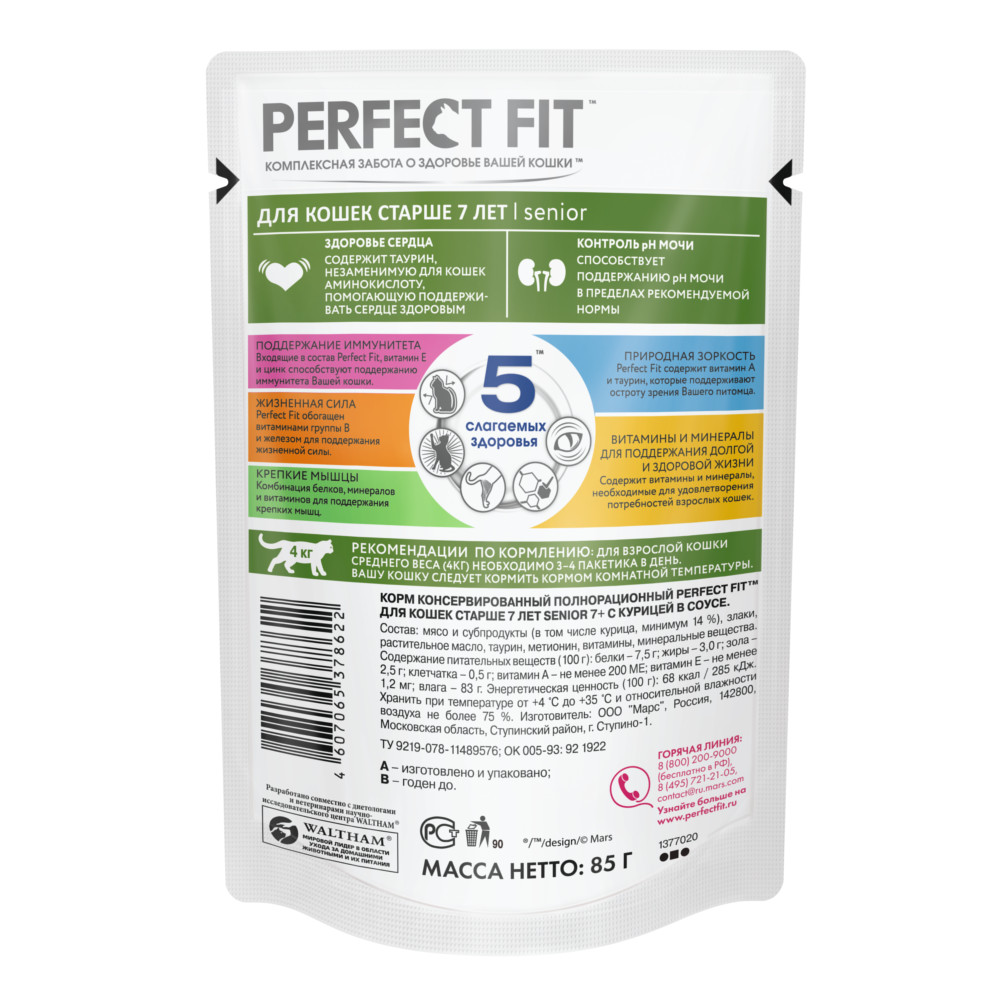 PERFECT FIT™
КОМПЛЕКСНАЯ ЗАБОТА О ЗДОРОВЬЕ ВАШЕЙ КОШКИ™
ДЛЯ КОШЕК СТАРШЕ 7 ЛЕТ | senior
ЗДОРОВЬЕ СЕРДЦА
СОДЕРЖИТ ТАУРИН,
НЕЗАМЕНИМУЮ ДЛЯ КОШЕК
АМИНОКИСЛОТУ,
ПОМОГАЮЩУЮ ПОДДЕРЖИ-
ВАТЬ СЕРДЦЕ ЗДОРОВЫМ
КОНТРОЛЬ pH МОЧИ
СПОСОБСТВУЕТ
ПОДДЕРЖАНИЮ pH МОЧИ
В ПРЕДЕЛАХ РЕКОМЕНДУЕМОЙ
НОРМЫ
ПОДДЕРЖАНИЕ ИММУНИТЕТА
Входящие в состав Perfect Fit, витамин Е
и цинк способствуют поддержанию
иммунитета Вашей кошки.
ЖИЗНЕННАЯ СИЛА
Perfect Fit обогащен
витаминами группы В
и железом для поддержания
жизненной силы.
КРЕПКИЕ МЫШЦЫ
Комбинация белков, минералов
и витаминов для поддержания
крепких мышц.
5™
слагаемых
здоровья
ПРИРОДНАЯ ЗОРКОСТЬ
Perfect Fit содержит витамин А
и таурин, которые поддерживают
остроту зрения Вашего питомца.
ВИТАМИНЫ И МИНЕРАЛЫ
ДЛЯ ПОДДЕРЖАНИЯ ДОЛГОЙ
И ЗДОРОВОЙ ЖИЗНИ
Содержит витамины и минералы,
необходимые для удовлетворения
потребностей взрослых кошек.
4 кг
РЕКОМЕНДАЦИИ ПО КОРМЛЕНИЮ: ДЛЯ ВЗРОСЛОЙ КОШКИ
СРЕДНЕГО ВЕСА (4КГ) НЕОБХОДИМО 3–4 ПАКЕТИКА В ДЕНЬ.
ВАШУ КОШКУ СЛЕДУЕТ КОРМИТЬ КОРМОМ КОМНАТНОЙ ТЕМПЕРАТУРЫ.
КОРМ КОНСЕРВИРОВАННЫЙ ПОЛНОРАЦИОННЫЙ PERFECT FIT™
ДЛЯ КОШЕК СТАРШЕ 7 ЛЕТ SENIOR 7+ С КУРИЦЕЙ В СОУСЕ.
Состав: мясо и субпродукты (в том числе курица, минимум 14 %), злаки,
растительное масло, таурин, метионин, витамины, минеральные вещества.
Содержание питательных веществ (100 г): белки – 7,5 г; жиры – 3,0 г; зола –
2,5 г; клетчатка – 0,5 г; витамин А – не менее 200 МЕ; витамин Е – не менее
1,2 мг; влага – 83 г. Энергетическая ценность (100 г): 68 ккал / 285 кДж.
Хранить при температуре от +4 °С до +35 °С и относительной влажности
воздуха не более 75 %. Изготовитель: ООО "Марс", Россия, 142800,
Московская область, Ступинский район, г. Ступино-1.
ТУ 9219-078-11489576; ОК 005-93: 92 1922
А – изготовлено и упаковано;
В – годен до.
4 607065 378622
ГОРЯЧАЯ ЛИНИЯ:
8 (800) 200-9000
(бесплатно в РФ),
8 (495) 721-21-05,
contact@ru.mars.com
Узнайте больше на
www.perfectfit.ru
Разработано совместно с диетологами
и ветеринарами научно-
исследовательского центра WALTHAM®
WALTHAM®
МИРОВОЙ ЛИДЕР В ОБЛАСТИ
УХОДА ЗА ДОМАШНИМИ
ЖИВОТНЫМИ И ИХ ПИТАНИЯ
РСТ
90
®/™/design/© Mars
1377020
МАССА НЕТТО: 85 Г